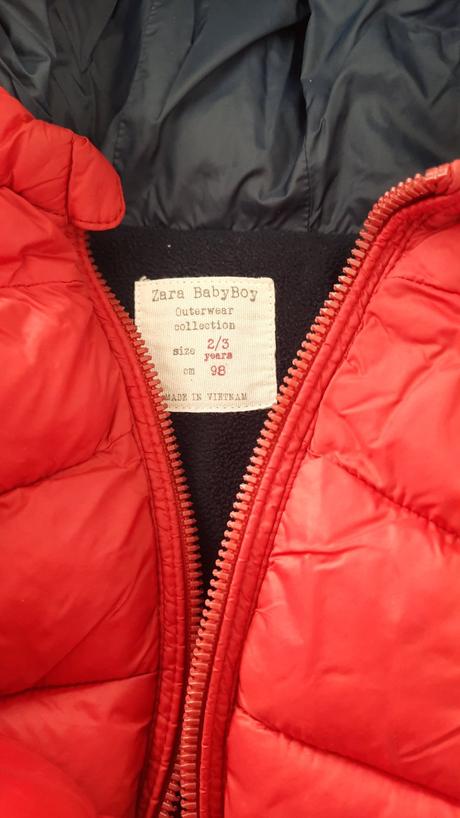 Zara BabyBoy
Outerwear
collection
size 2/3 years
cm 98
MADE IN VIETNAM